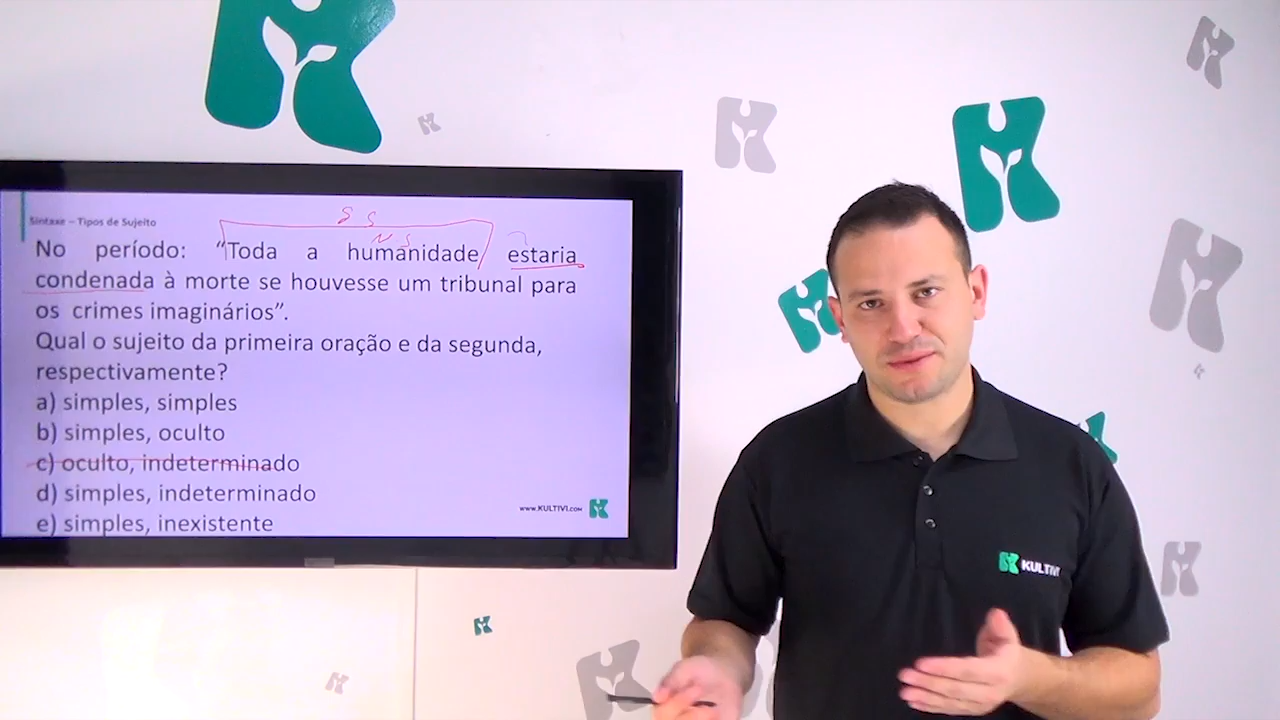 Sintaxe – Tipos de Sujeito
S S
N S
No período: “Toda a humanidade estaria
condenada à morte se houvesse um tribunal para
os crimes imaginários”.
Qual o sujeito da primeira oração e da segunda,
respectivamente?
a) simples, simples
b) simples, oculto
c) oculto, indeterminado
d) simples, indeterminado
e) simples, inexistente
www.KULTIVI.COM
KULTIVI